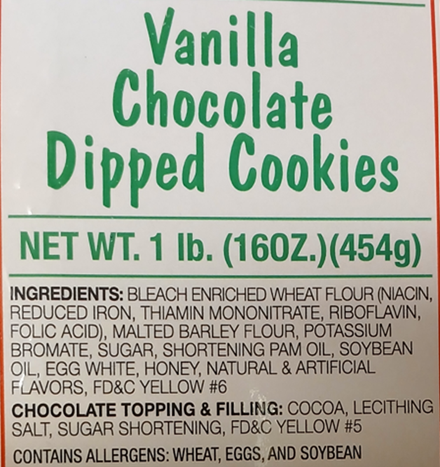 Vanilla
Chocolate
Dipped Cookies
NET WT. 1 lb. (16OZ.)(454g)
INGREDIENTS: BLEACH ENRICHED WHEAT FLOUR (NIACIN,
REDUCED IRON, THIAMIN MONONITRATE, RIBOFLAVIN,
FOLIC ACID), MALTED BARLEY FLOUR, POTASSIUM
BROMATE, SUGAR, SHORTENING PAM OIL, SOYBEAN
OIL, EGG WHITE, HONEY, NATURAL & ARTIFICIAL
FLAVORS, FD&C YELLOW #6
CHOCOLATE TOPPING & FILLING: COCOA, LECITHING
SALT, SUGAR SHORTENING, FD&C YELLOW #5
CONTAINS ALLERGENS: WHEAT, EGGS, AND SOYBEAN